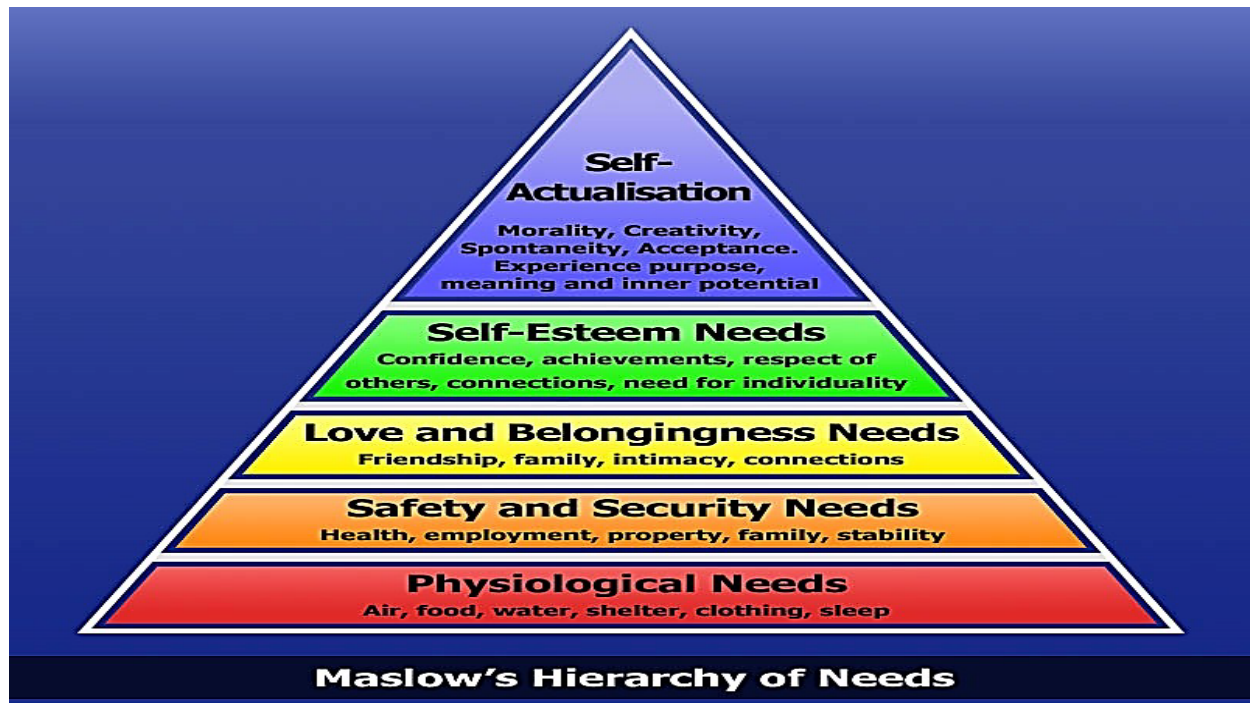 Self-
Actualisation
Morality, Creativity,
Spontaneity, Acceptance.
Experience purpose,
meaning and inner potential
Self-Esteem Needs
Confidence, achievements, respect of
others, connections, need for individuality
Love and Belongingness Needs
Friendship, family, intimacy, connections
Safety and Security Needs
Health, employment, property, family, stability
Physiological Needs
Air, food, water, shelter, clothing, sleep
Maslow’s Hierarchy of Needs